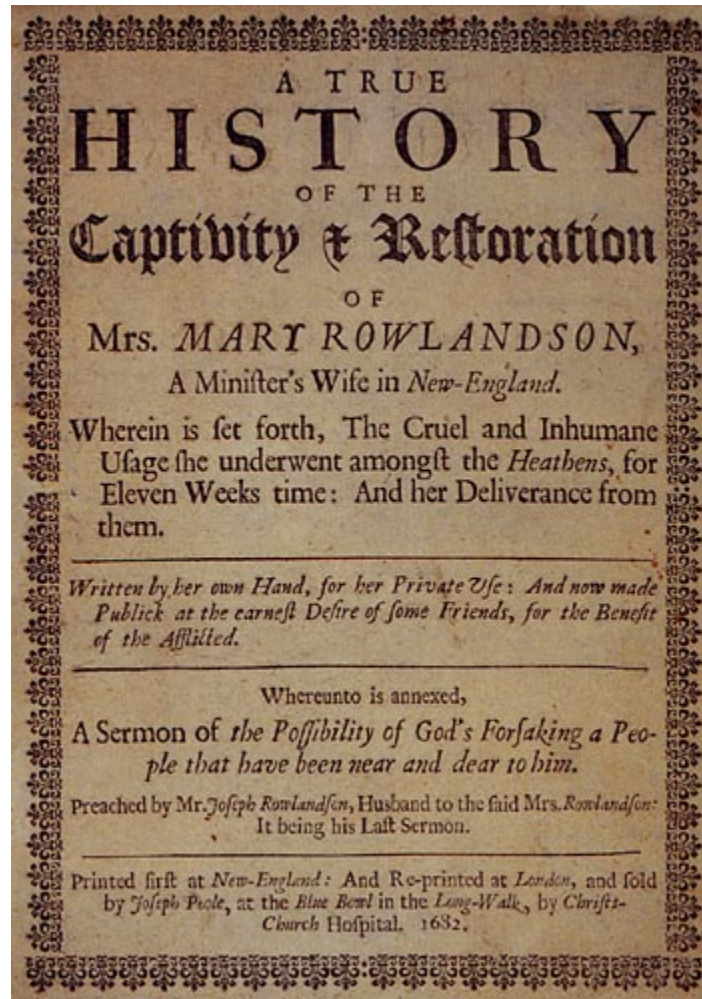 A TRUE
HISTORY
OF THE
Captivity & Reſtoration
OF
Mrs. MARY ROWLANDSON,
A Miniſter's Wife in New-England.
Wherein is ſet forth, The Cruel and Inhumane
Uſage ſhe underwent amongſt the Heathens, for
Eleven Weeks time: And her Deliverance from
them.
Written by her own Hand, for her Private Uſe: And now made
Publick at the earneſt Deſire of ſome Friends, for the Benefit
of the Afflicted.
Whereunto is annexed,
A Sermon of the Poſſibility of God's Forſaking a Peo-
ple that have been near and dear to him.
Preached by Mr. Joſeph Rowlandſon, Husband to the ſaid Mrs. Rowlandſon:
It being his Laſt Sermon.
Printed firſt at New-England: And Re-printed at London, and ſold
by Joſeph Poole, at the Blue Bowl in the Long-Walk, by Chriſts-
Church Hoſpital. 1682.